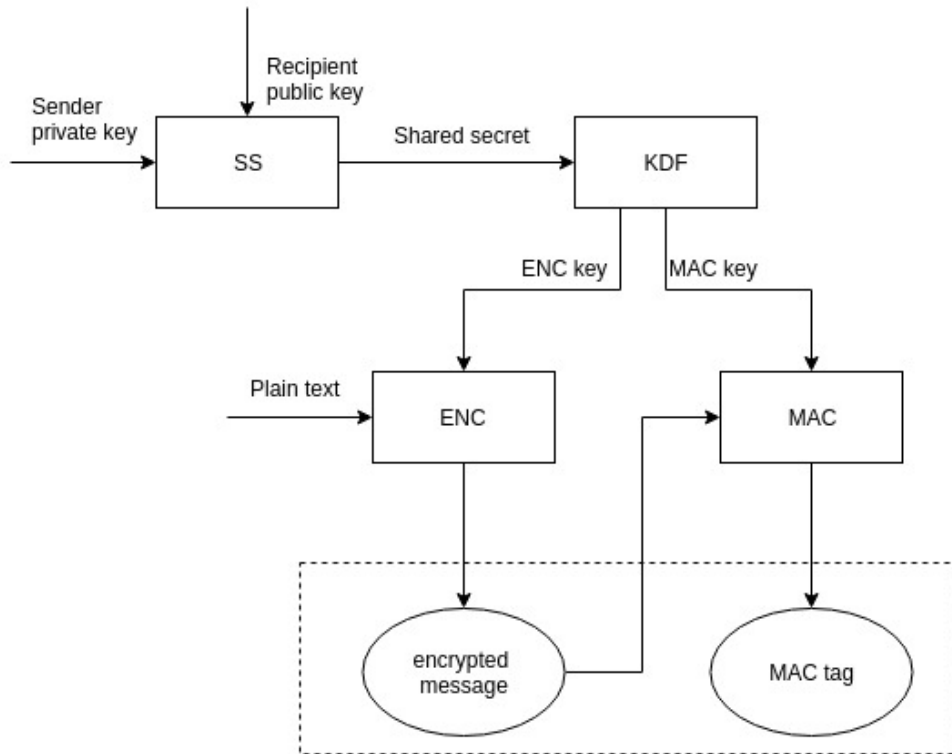 Recipient
public key
Sender
private key
SS
Shared secret
KDF
ENC key
MAC key
Plain text
ENC
MAC
encrypted
message
MAC tag